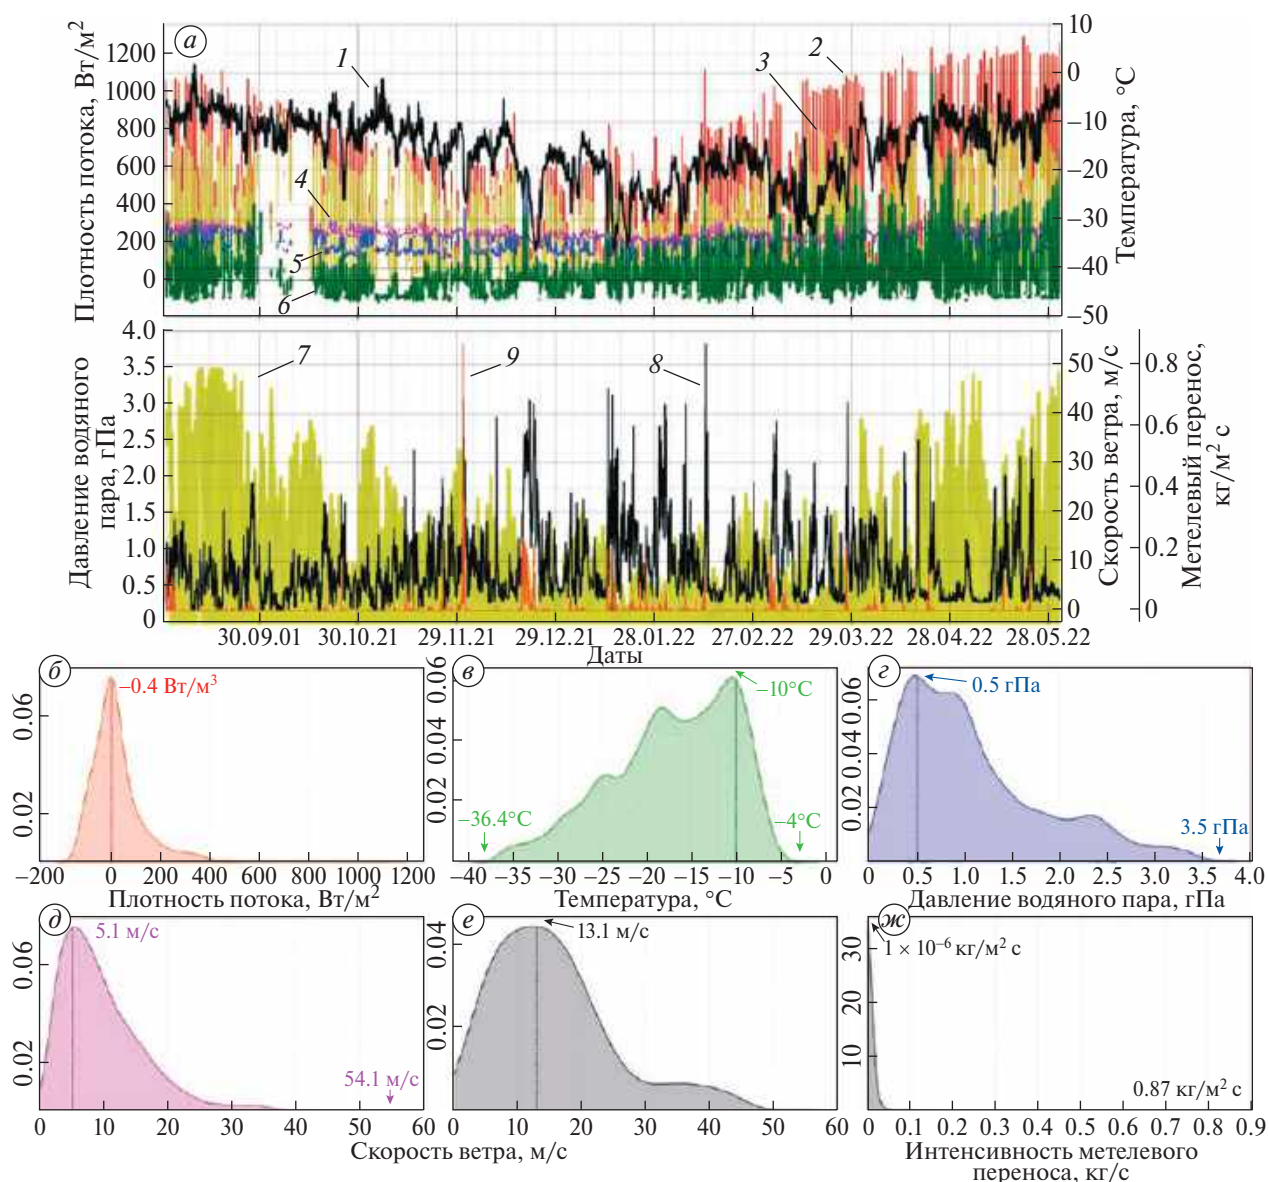 а
Плотность потока, Вт/м²
1200
1000
800
600
400
200
0
1
2
3
4
5
6
10
0
−10
−20
−30
−40
−50
Температура, °C
Давление водяного
пара, гПа
4.0
3.5
3.0
2.5
2.0
1.5
1.0
0.5
0
7
9
8
50
40
30
20
10
0
Скорость ветра, м/с
0.8
0.6
0.4
0.2
0
Метелевый перенос,
кг/м² с
30.09.01 30.10.21 29.11.21 29.12.21 28.01.22 27.02.22 29.03.22 28.04.22 28.05.22
Даты
б
0.06
0.02
−0.4 Вт/м³
−200 0 200 400 600 800 1000 1200
Плотность потока, Вт/м²
в
0.06
0.04
0.02
−10°C
−36.4°C
−4°C
−40 −35 −30 −25 −20 −15 −10 −5 0
Температура, °C
г
0.06
0.04
0.02
0.5 гПа
3.5 гПа
0 0.5 1.0 1.5 2.0 2.5 3.0 3.5 4.0
Давление водяного пара, гПа
д
0.06
0.02
5.1 м/с
54.1 м/с
0 10 20 30 40 50 60
е
0.04
0.02
13.1 м/с
0 10 20 30 40 50 60
Скорость ветра, м/с
ж
30
20
10
1 × 10⁻⁶ кг/м² с
0.87 кг/м² с
0 0.1 0.2 0.3 0.4 0.5 0.6 0.7 0.8 0.9
Интенсивность метелевого
переноса, кг/с